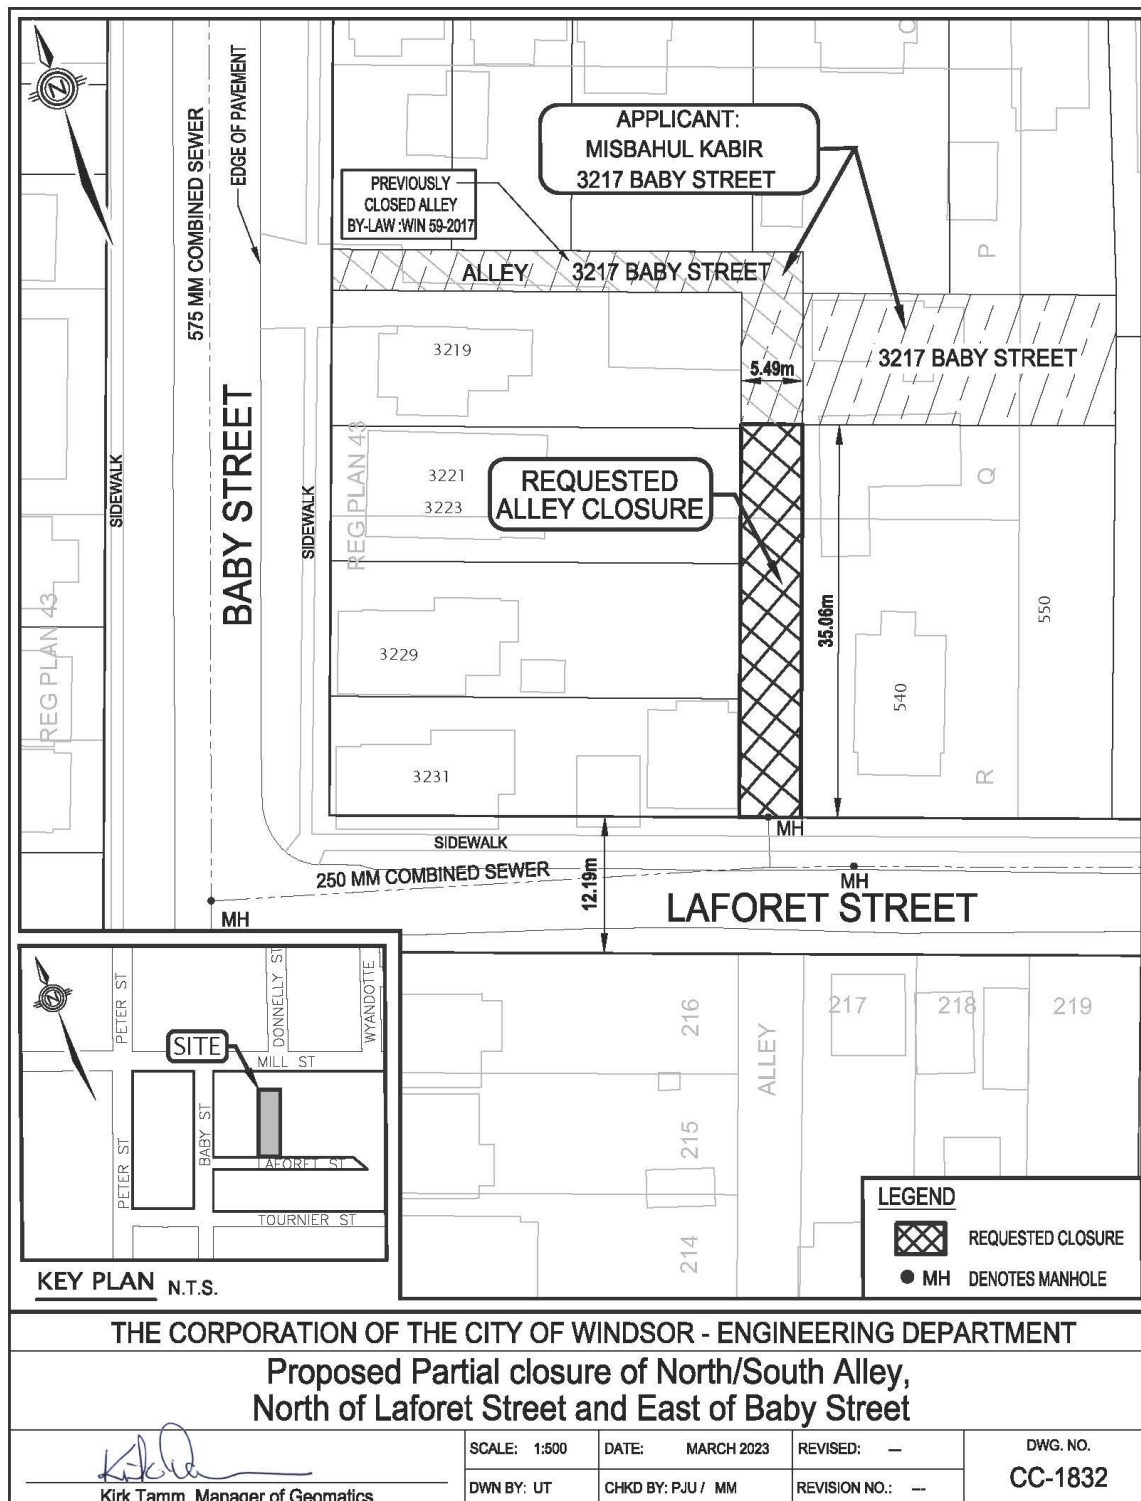 N
575 MM COMBINED SEWER
EDGE OF PAVEMENT
APPLICANT:
MISBAHUL KABIR
3217 BABY STREET
PREVIOUSLY
CLOSED ALLEY
BY-LAW :WIN 59-2017
ALLEY
3217 BABY STREET
P
3217 BABY STREET
5.49m
3219
BABY STREET
SIDEWALK
SIDEWALK
REG PLAN 43
3221
3223
REQUESTED
ALLEY CLOSURE
Q
35.06m
550
REG PLAN 43
3229
540
3231
R
MH
SIDEWALK
250 MM COMBINED SEWER
12.19m
MH
LAFORET STREET
MH
N
PETER ST
DONNELLY ST
WYANDOTTE
SITE
MILL ST
BABY ST
PETER ST
LAFORET ST
TOURNIER ST
KEY PLAN N.T.S.
216
ALLEY
217
218
219
215
214
LEGEND
REQUESTED CLOSURE
MH DENOTES MANHOLE
THE CORPORATION OF THE CITY OF WINDSOR - ENGINEERING DEPARTMENT
Proposed Partial closure of North/South Alley,
North of Laforet Street and East of Baby Street
Kirk Tamm, Manager of Geomatics
SCALE: 1:500
DATE: MARCH 2023
REVISED: —
DWG. NO.
CC-1832
DWN BY: UT
CHKD BY: PJU / MM
REVISION NO.: —